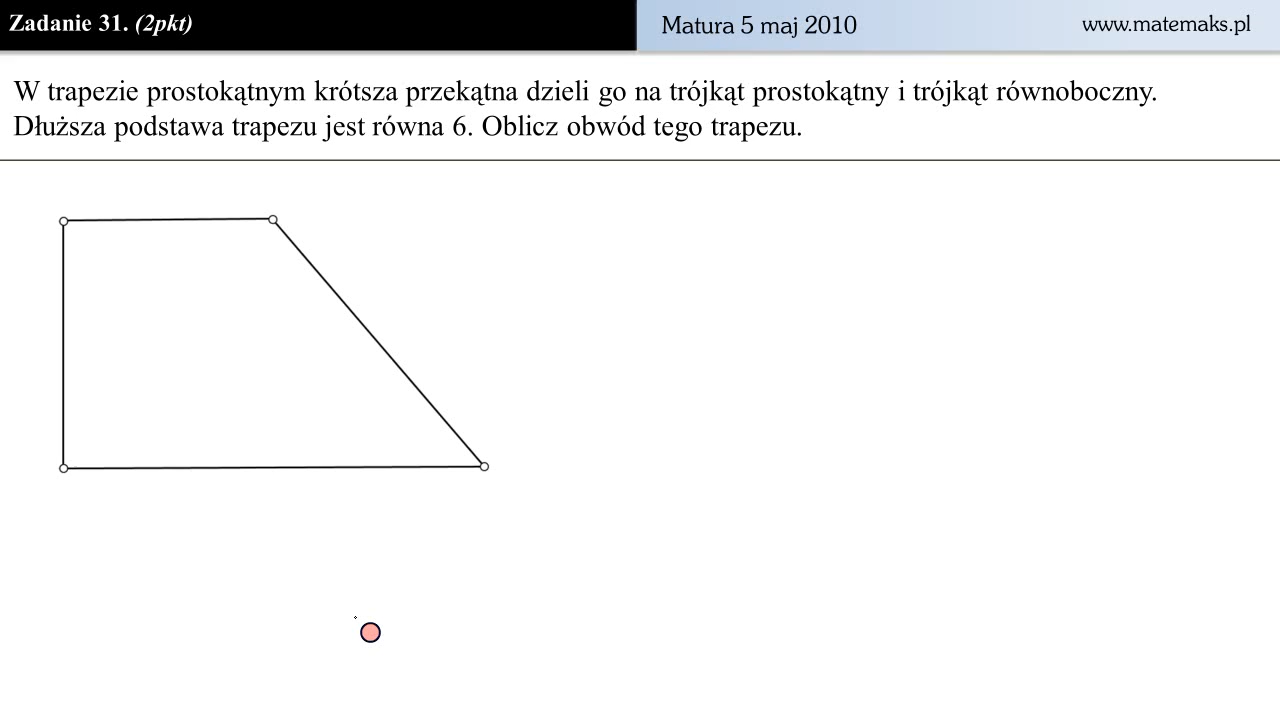 Zadanie 31. (2pkt)
Matura 5 maj 2010
www.matemaks.pl
W trapezie prostokątnym krótsza przekątna dzieli go na trójkąt prostokątny i trójkąt równoboczny.
Dłuższa podstawa trapezu jest równa 6. Oblicz obwód tego trapezu.